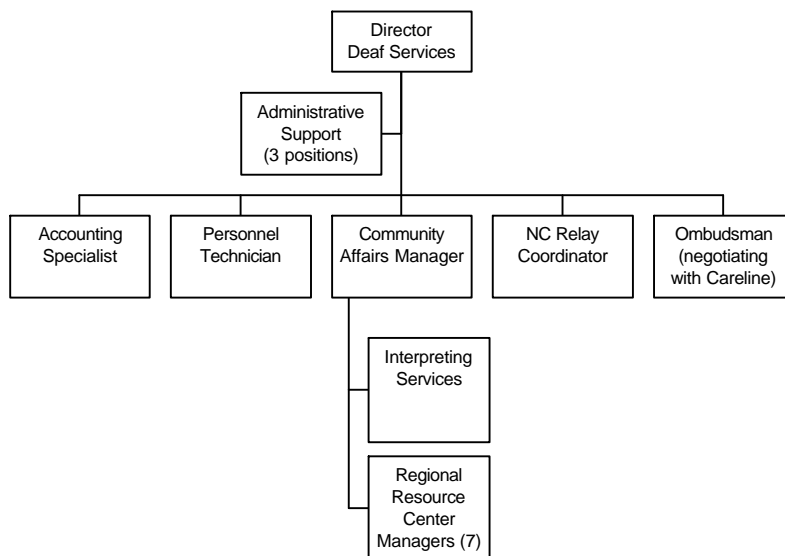 Director
Deaf Services
Administrative
Support
(3 positions)
Accounting
Specialist
Personnel
Technician
Community
Affairs Manager
NC Relay
Coordinator
Ombudsman
(negotiating
with Careline)
Interpreting
Services
Regional
Resource
Center
Managers (7)